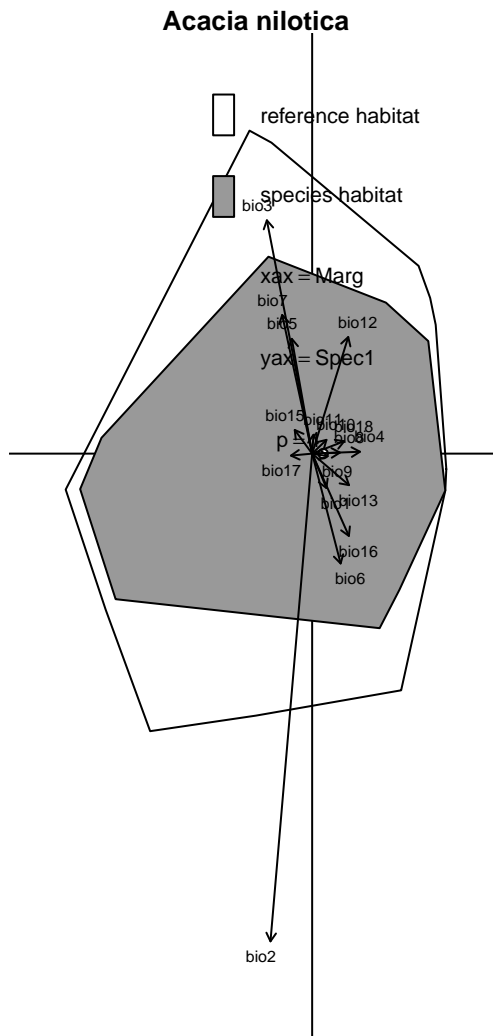 Acacia nilotica
reference habitat
species habitat
bio3
xax = Marg
bio7
bio5
bio12
yax = Spec1
bio15
bio11
bio10
bio18
bio8
p =
bio4
bio17
bio9
bio1
bio13
bio16
bio6
bio2